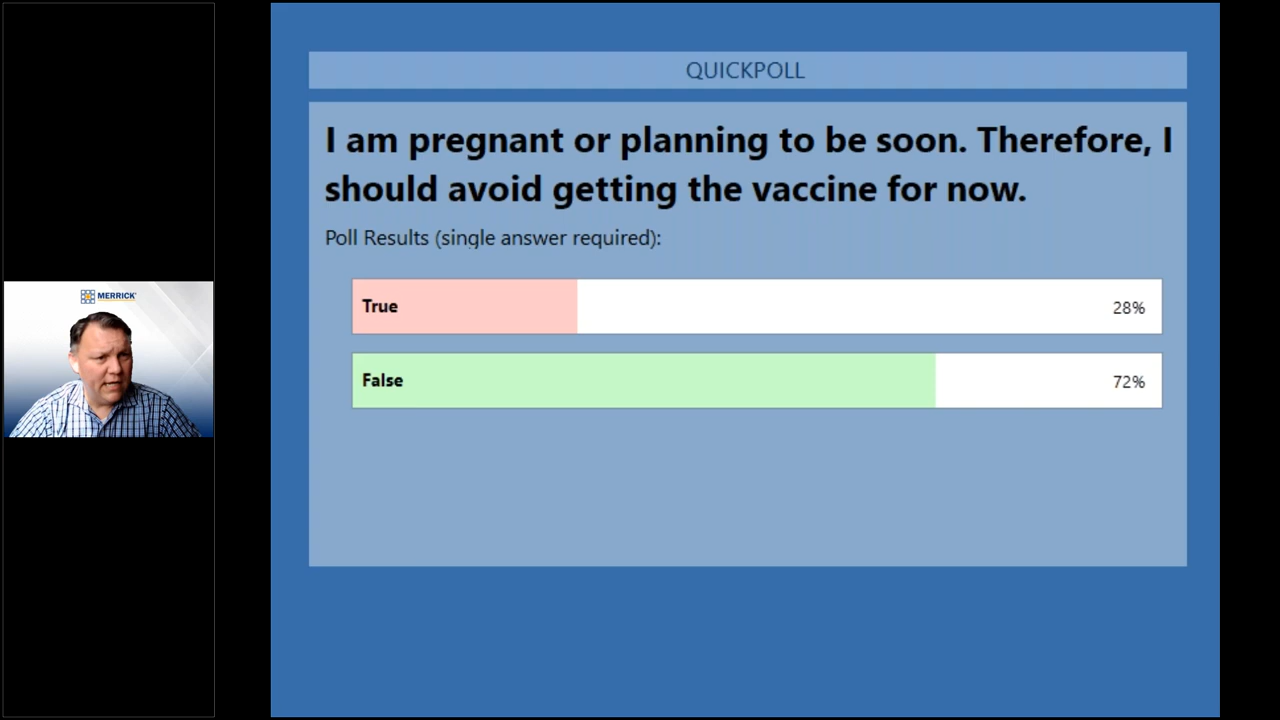 MERRICK
QUICKPOLL
I am pregnant or planning to be soon. Therefore, I
should avoid getting the vaccine for now.
Poll Results (single answer required):
True 28%
False 72%